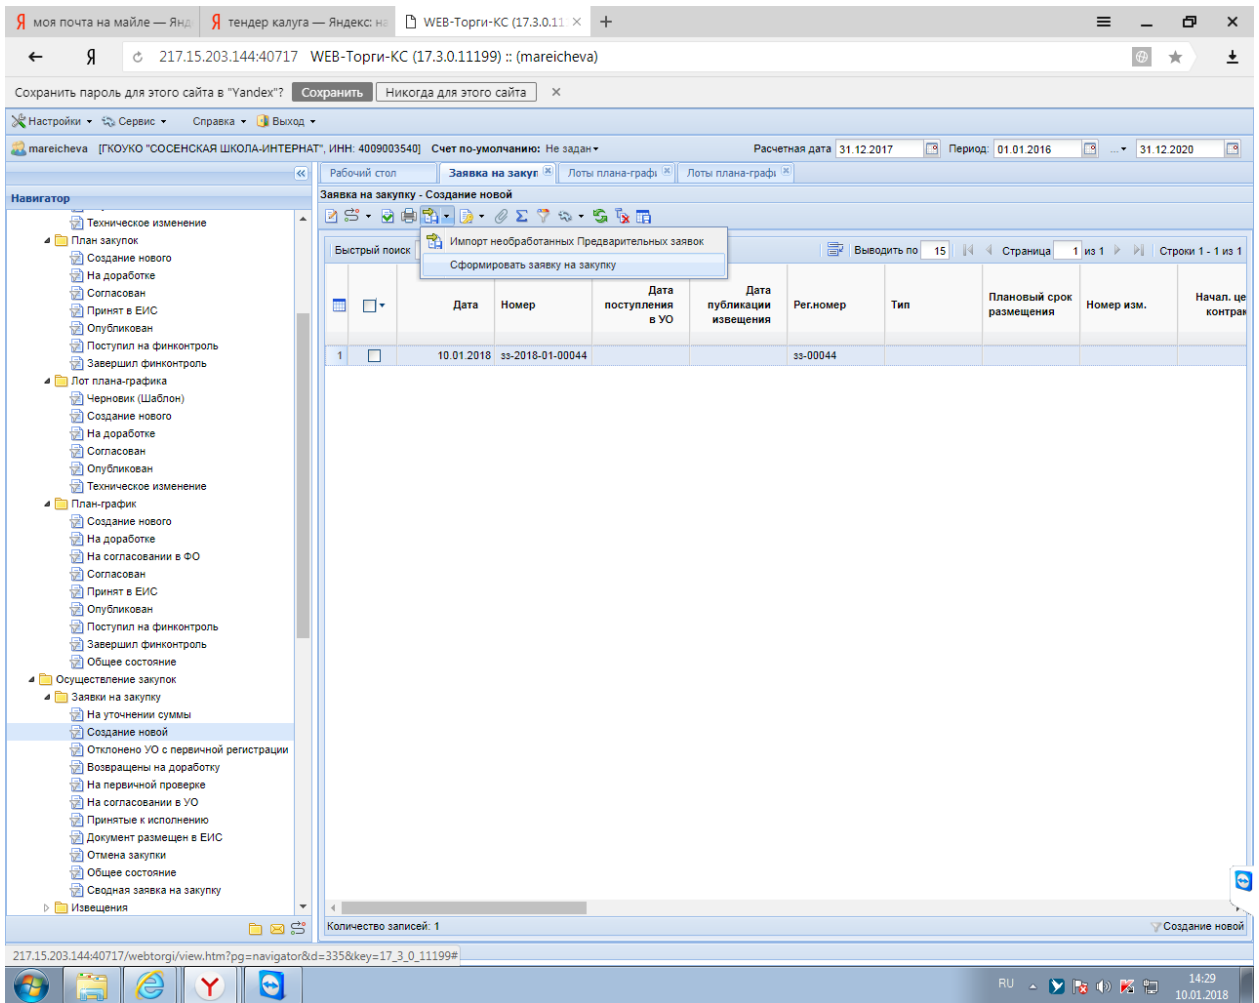 моя почта на майле — Янд
тендер калуга — Яндекс: на
WEB-Торги-КС (17.3.0.11
217.15.203.144:40717 WEB-Торги-КС (17.3.0.11199) :: (mareicheva)
Сохранить пароль для этого сайта в "Yandex"? Сохранить Никогда для этого сайта
Настройки Сервис Справка Выход
mareicheva [ГКОУКО "СОСЕНСКАЯ ШКОЛА-ИНТЕРНАТ", ИНН: 4009003540] Счет по-умолчанию: Не задан Расчетная дата 31.12.2017 Период: 01.01.2016 ... 31.12.2020
Рабочий стол Заявка на закуп Лоты плана-графи Лоты плана-графи
Навигатор
Заявка на закупку - Создание новой
Импорт необработанных Предварительных заявок
Сформировать заявку на закупку
Быстрый поиск Выводить по 15 Страница 1 из 1 Строки 1 - 1 из 1
Дата Номер Дата поступления в УО Дата публикации извещения Рег.номер Тип Плановый срок размещения Номер изм. Начал. це контрак
1 10.01.2018 зз-2018-01-00044 зз-00044
Техническое изменение
План закупок
Создание нового
На доработке
Согласован
Принят в ЕИС
Опубликован
Поступил на финконтроль
Завершил финконтроль
Лот плана-графика
Черновик (Шаблон)
Создание нового
На доработке
Согласован
Опубликован
Техническое изменение
План-график
Создание нового
На доработке
На согласовании в ФО
Согласован
Принят в ЕИС
Опубликован
Поступил на финконтроль
Завершил финконтроль
Общее состояние
Осуществление закупок
Заявки на закупку
На уточнении суммы
Создание новой
Отклонено УО с первичной регистрации
Возвращены на доработку
На первичной проверке
На согласовании в УО
Принятые к исполнению
Документ размещен в ЕИС
Отмена закупки
Общее состояние
Сводная заявка на закупку
Извещения
Количество записей: 1 Создание новой
217.15.203.144:40717/webtorgi/view.htm?pg=navigator&d=335&key=17_3_0_11199#
RU 14:29
10.01.2018